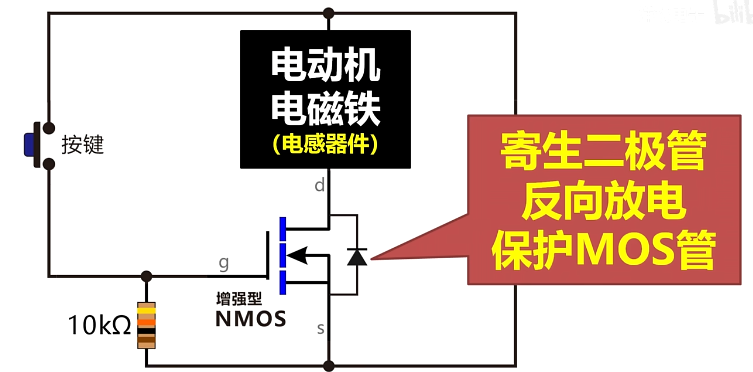 电动机
电磁铁
（电感器件）
按键
寄生二极管
反向放电
保护MOS管
d
g
增强型
NMOS
10kΩ
s